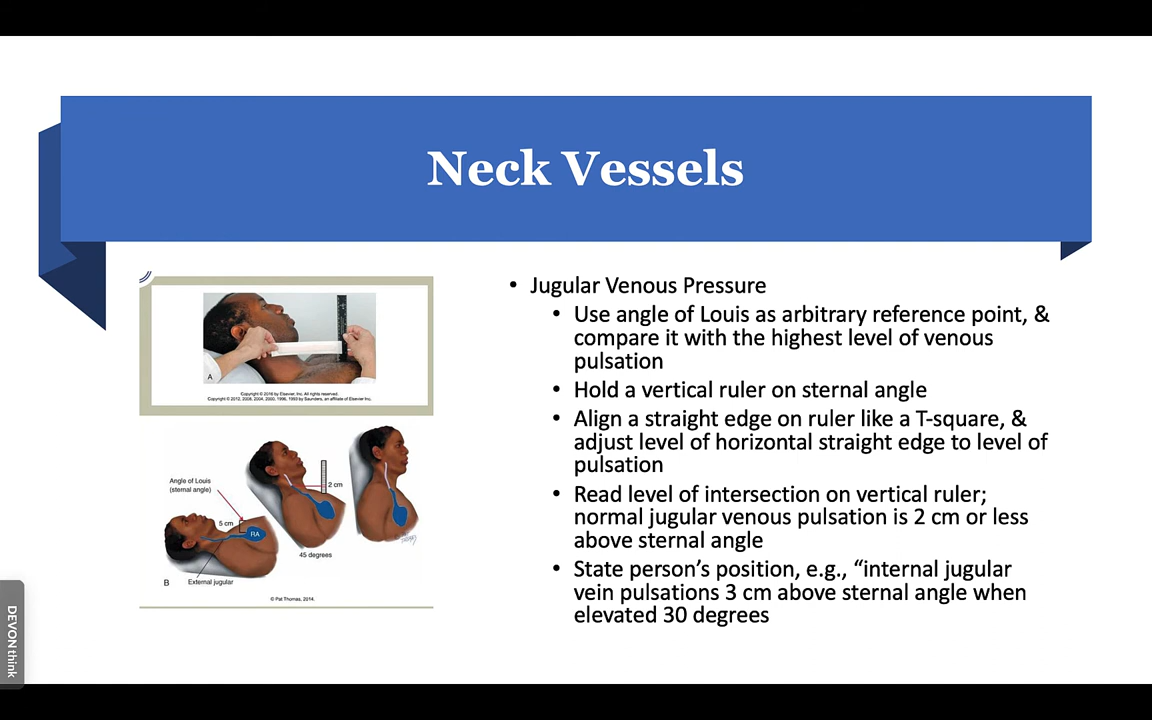 Neck Vessels
A
Copyright © 2016 by Elsevier, Inc. All rights reserved.
Copyright © 2012, 2008, 2004, 2000, 1996, 1993 by Saunders, an affiliate of Elsevier Inc.
Angle of Louis
(sternal angle)
2 cm
5 cm
RA
45 degrees
B
External jugular
© Pat Thomas, 2014.
• Jugular Venous Pressure
• Use angle of Louis as arbitrary reference point, &
compare it with the highest level of venous
pulsation
• Hold a vertical ruler on sternal angle
• Align a straight edge on ruler like a T-square, &
adjust level of horizontal straight edge to level of
pulsation
• Read level of intersection on vertical ruler;
normal jugular venous pulsation is 2 cm or less
above sternal angle
• State person’s position, e.g., “internal jugular
vein pulsations 3 cm above sternal angle when
elevated 30 degrees
DEVONthink